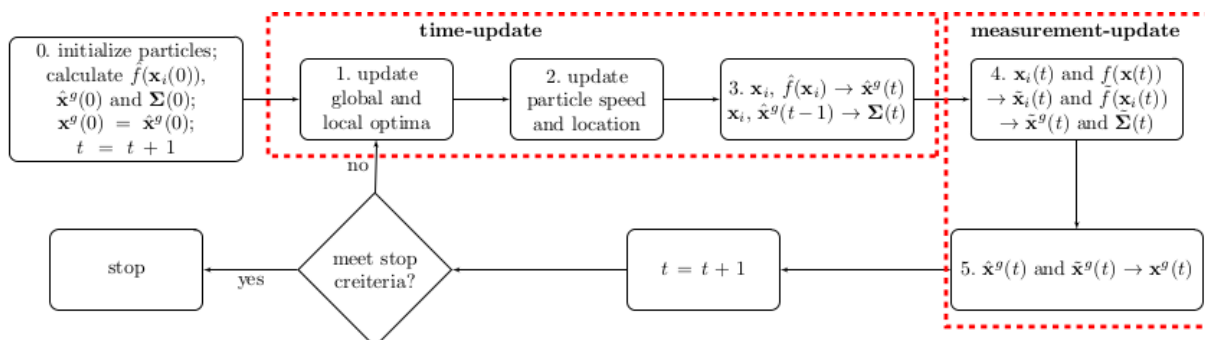 time-update
measurement-update
0. initialize particles;
calculate f̂(𝐱ᵢ(0)),
𝐱̂ᵍ(0) and 𝚺(0);
𝐱ᵍ(0) = 𝐱̂ᵍ(0);
t = t + 1
1. update
global and
local optima
2. update
particle speed
and location
3. 𝐱ᵢ, f̂(𝐱ᵢ) → 𝐱̂ᵍ(t)
𝐱ᵢ, 𝐱̂ᵍ(t−1) → 𝚺(t)
4. 𝐱ᵢ(t) and f(𝐱(t))
→ 𝐱̃ᵢ(t) and f̃(𝐱ᵢ(t))
→ 𝐱̃ᵍ(t) and 𝚺̃(t)
no
stop
yes
meet stop
creiteria?
t = t + 1
5. 𝐱̂ᵍ(t) and 𝐱̃ᵍ(t) → 𝐱ᵍ(t)